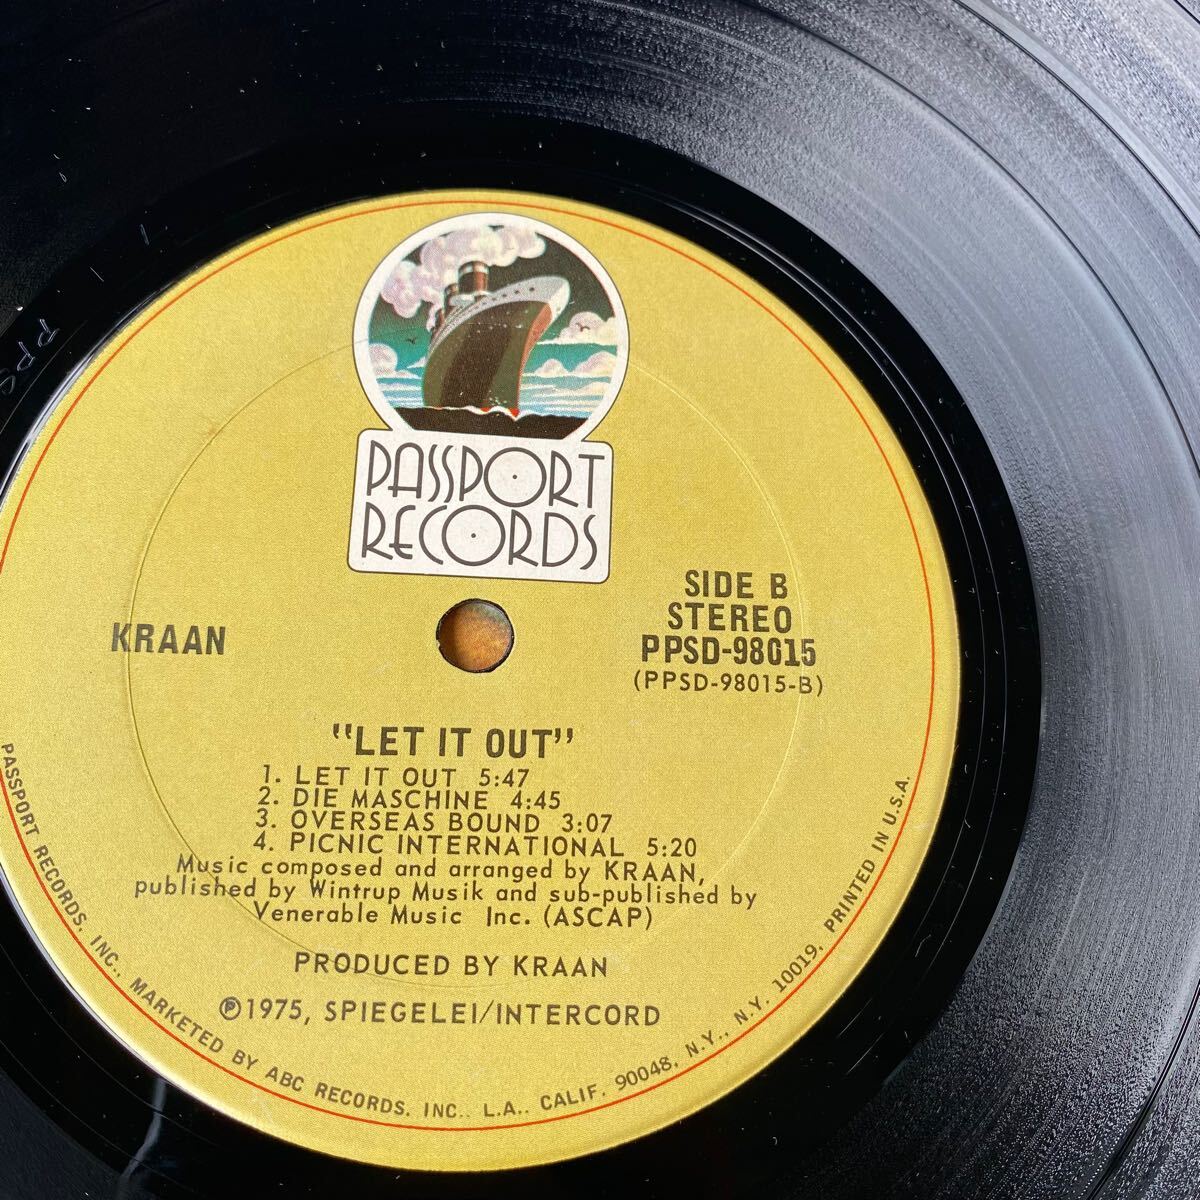 PASSPORT
RECORDS
KRAAN
SIDE B
STEREO
PPSD-98015
(PPSD-98015-B)
"LET IT OUT"
1. LET IT OUT 5:47
2. DIE MASCHINE 4:45
3. OVERSEAS BOUND 3:07
4. PICNIC INTERNATIONAL 5:20
Music composed and arranged by KRAAN,
published by Wintrup Musik and sub-published by
Venerable Music Inc. (ASCAP)
PRODUCED BY KRAAN
Ⓟ1975, SPIEGELEI/INTERCORD
PASSPORT RECORDS, INC., MARKETED BY ABC RECORDS, INC., L.A., CALIF. 90048, N.Y., N.Y. 10019, PRINTED IN U.S.A.